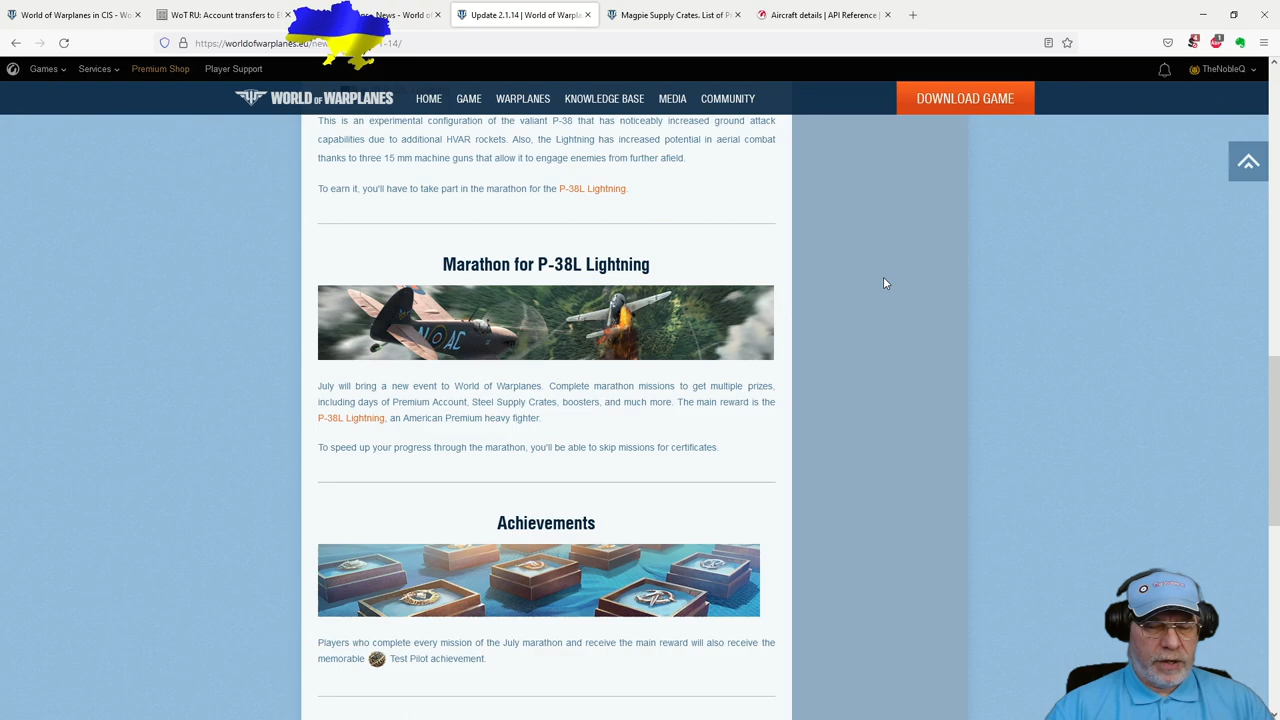 World of Warplanes in CIS -
WoT RU: Account transfers to E
News - World of
Update 2.1.14 | World of Warpla
Magpie Supply Crates. List of P
Aircraft details | API Reference
https://worldofwarplanes.eu/new
-14/
Games
Services
Premium Shop
Player Support
TheNobleQ
WORLD OF WARPLANES
HOME
GAME
WARPLANES
KNOWLEDGE BASE
MEDIA
COMMUNITY
DOWNLOAD GAME
This is an experimental configuration of the valiant P-38 that has noticeably increased ground attack
capabilities due to additional HVAR rockets. Also, the Lightning has increased potential in aerial combat
thanks to three 15 mm machine guns that allow it to engage enemies from further afield.
To earn it, you'll have to take part in the marathon for the P-38L Lightning.
Marathon for P-38L Lightning
AC
July will bring a new event to World of Warplanes. Complete marathon missions to get multiple prizes,
including days of Premium Account, Steel Supply Crates, boosters, and much more. The main reward is the
P-38L Lightning, an American Premium heavy fighter.
To speed up your progress through the marathon, you'll be able to skip missions for certificates.
Achievements
Players who complete every mission of the July marathon and receive the main reward will also receive the
memorable Test Pilot achievement.